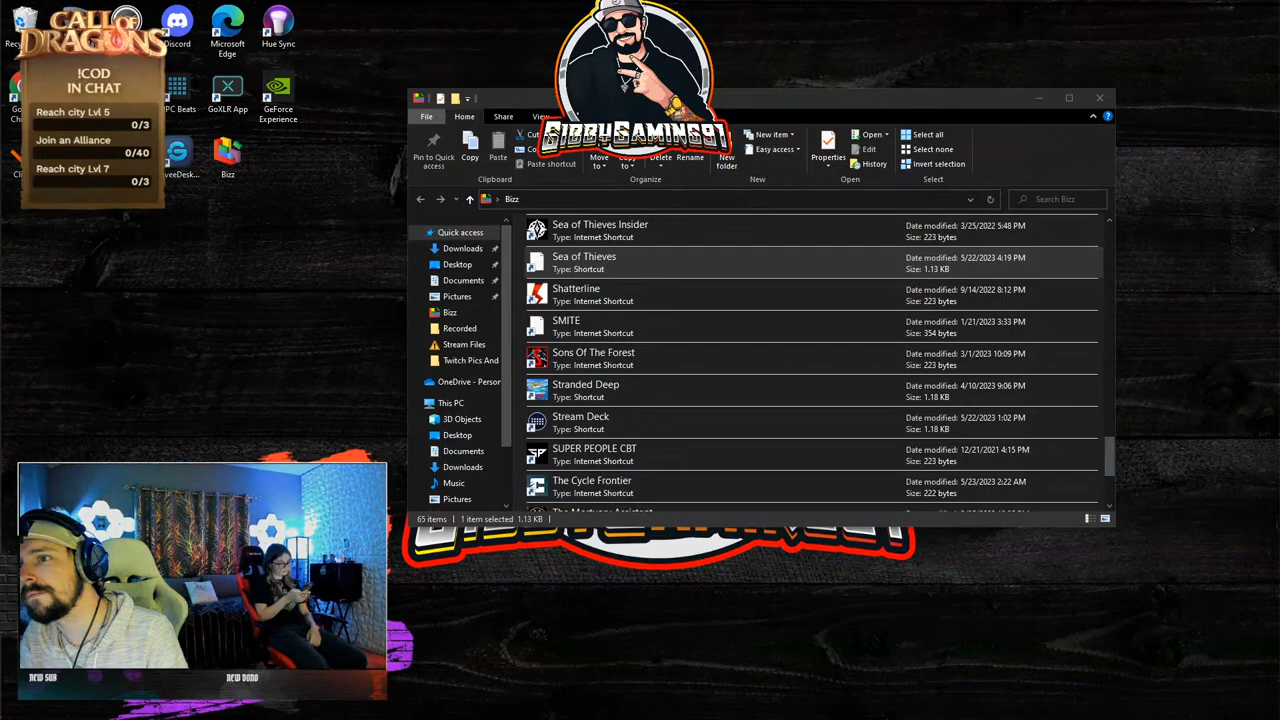 Discord
Microsoft
Edge
Hue Sync
CALL OF
DRAGONS
!COD
IN CHAT
Reach city Lvl 5
0/3
Join an Alliance
0/40
Reach city Lvl 7
0/3
PC Beats
GoXLR App
GeForce
Experience
Bizz
GIBBYGAMING91
File
Home
Share
Pin to Quick
access
Copy
Paste
Paste shortcut
Clipboard
Move
to
Copy
to
Delete
Rename
Organize
New
folder
New item
Easy access
New
Properties
Open
Edit
History
Open
Select all
Select none
Invert selection
Select
Bizz
Search Bizz
Quick access
Downloads
Desktop
Documents
Pictures
Bizz
Recorded
Stream Files
Twitch Pics And
OneDrive - Person
This PC
3D Objects
Desktop
Documents
Downloads
Music
Pictures
Sea of Thieves Insider
Type: Internet Shortcut
Date modified: 3/25/2022 5:48 PM
Size: 223 bytes
Sea of Thieves
Type: Shortcut
Date modified: 5/22/2023 4:19 PM
Size: 1.13 KB
Shatterline
Type: Internet Shortcut
Date modified: 9/14/2022 8:12 PM
Size: 223 bytes
SMITE
Type: Internet Shortcut
Date modified: 1/21/2023 3:33 PM
Size: 354 bytes
Sons Of The Forest
Type: Internet Shortcut
Date modified: 3/1/2023 10:09 PM
Size: 223 bytes
Stranded Deep
Type: Shortcut
Date modified: 4/10/2023 9:06 PM
Size: 1.18 KB
Stream Deck
Type: Shortcut
Date modified: 5/22/2023 1:02 PM
Size: 1.18 KB
SUPER PEOPLE CBT
Type: Internet Shortcut
Date modified: 12/21/2021 4:15 PM
Size: 223 bytes
The Cycle Frontier
Type: Internet Shortcut
Date modified: 5/23/2023 2:22 AM
Size: 222 bytes
The Mortuary Assistant
65 items
1 item selected 1.13 KB
NEW SUB
NEW DONO